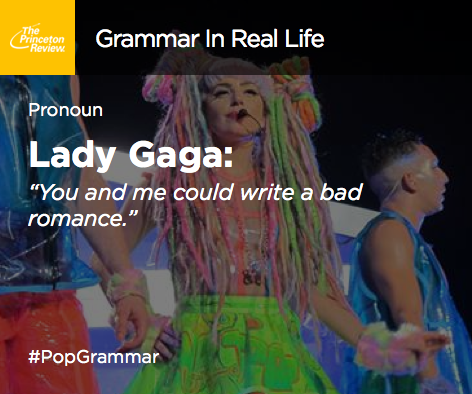 The
Princeton
Review
Grammar In Real Life
Pronoun
Lady Gaga:
“You and me could write a bad
romance.”
#PopGrammar